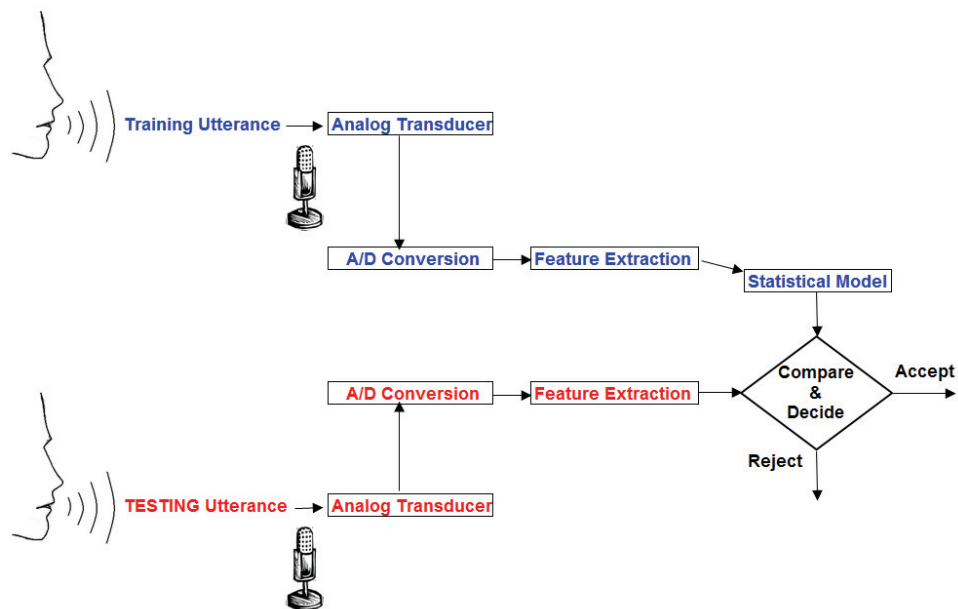 Training Utterance
Analog Transducer
A/D Conversion
Feature Extraction
Statistical Model
Compare
&
Decide
Accept
Reject
A/D Conversion
Feature Extraction
TESTING Utterance
Analog Transducer